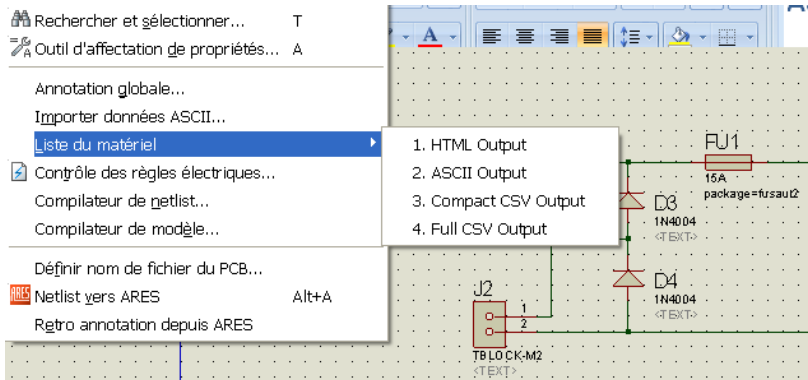 Rechercher et sélectionner... T
Outil d'affectation de propriétés... A
Annotation globale...
Importer données ASCII...
Liste du matériel
Contrôle des règles électriques...
Compilateur de netlist...
Compilateur de modèle...
Définir nom de fichier du PCB...
Netlist vers ARES Alt+A
Retro annotation depuis ARES
1. HTML Output
2. ASCII Output
3. Compact CSV Output
4. Full CSV Output
A
ARES
FU1
15A
package=fusaut2
D3
1N4004
<TEXT>
D4
1N4004
<TEXT>
J2
1
2
TBLOCK-M2
<TEXT>